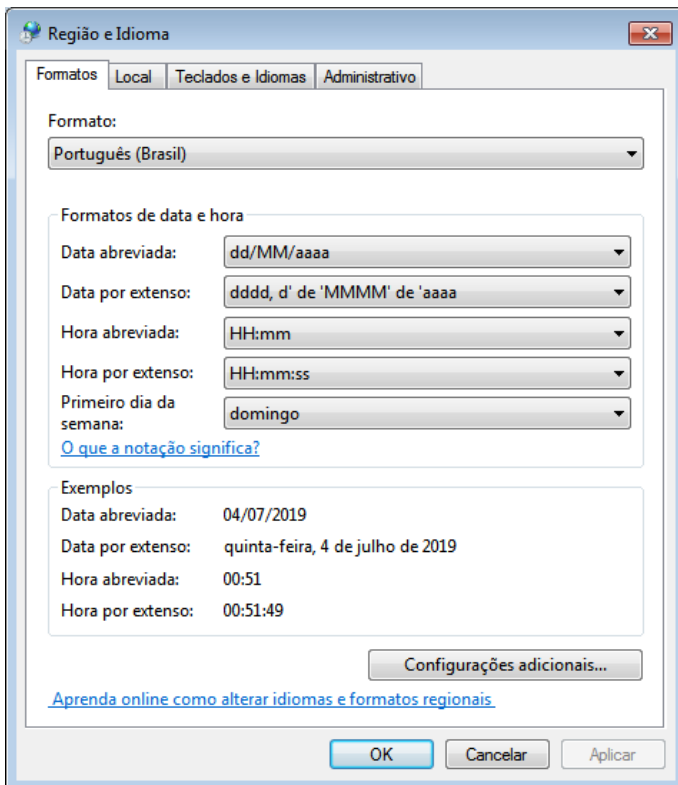 Região e Idioma
Formatos Local Teclados e Idiomas Administrativo
Formato:
Português (Brasil)
Formatos de data e hora
Data abreviada: dd/MM/aaaa
Data por extenso: dddd, d' de 'MMMM' de 'aaaa
Hora abreviada: HH:mm
Hora por extenso: HH:mm:ss
Primeiro dia da
semana: domingo
O que a notação significa?
Exemplos
Data abreviada: 04/07/2019
Data por extenso: quinta-feira, 4 de julho de 2019
Hora abreviada: 00:51
Hora por extenso: 00:51:49
Configurações adicionais...
Aprenda online como alterar idiomas e formatos regionais
OK Cancelar Aplicar